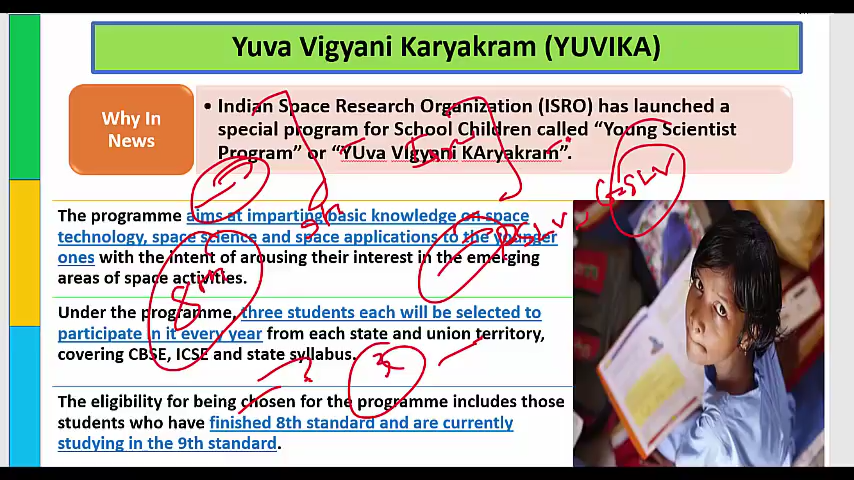 Yuva Vigyani Karyakram (YUVIKA)
Why In
News
• Indian Space Research Organization (ISRO) has launched a
special program for School Children called "Young Scientist
Program" or "YUva VIgyani KAryakram".
The programme aims at imparting basic knowledge on space
technology, space science and space applications to the younger
ones with the intent of arousing their interest in the emerging
areas of space activities.
Under the programme, three students each will be selected to
participate in it every year from each state and union territory,
covering CBSE, ICSE and state syllabus.
The eligibility for being chosen for the programme includes those
students who have finished 8th standard and are currently
studying in the 9th standard.
PSLV
GSLV